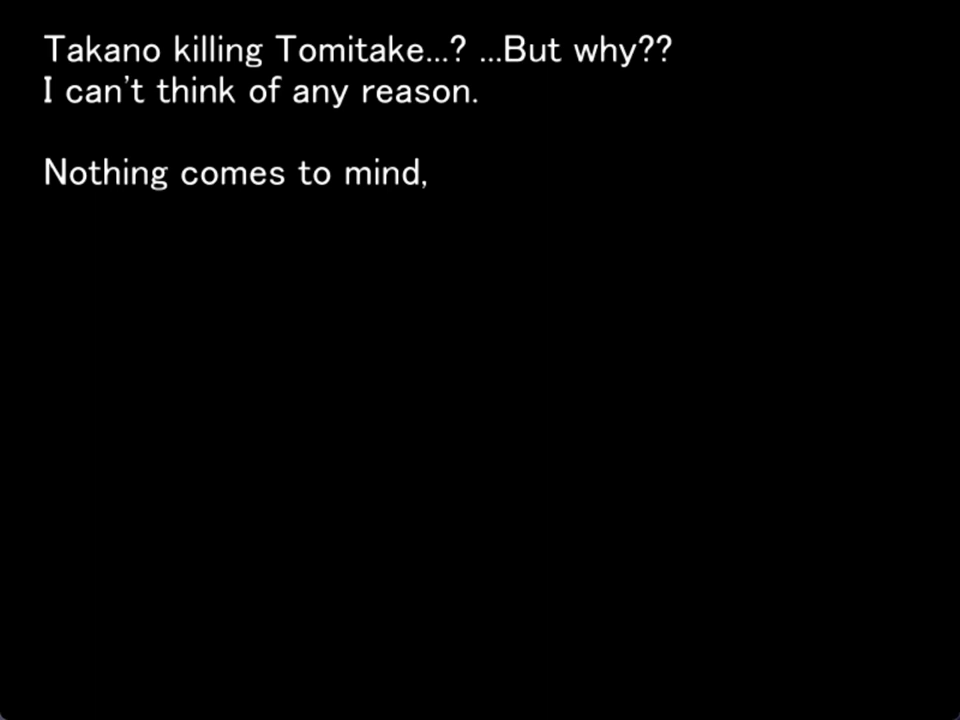 Takano killing Tomitake...? ...But why??
I can't think of any reason.
Nothing comes to mind,